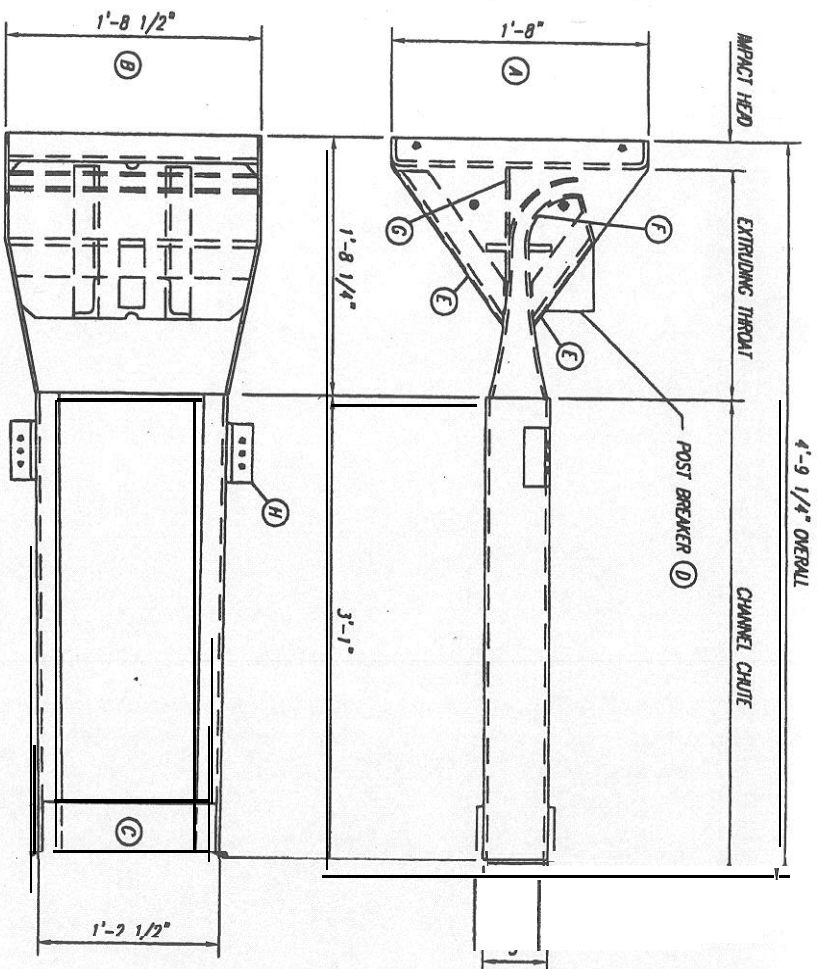 1'-8 1/2"
B
1'-8"
A
IMPACT HEAD
EXTRUDING THROAT
CHANNEL CHUTE
4'-9 1/4" OVERALL
G
F
E
E
POST BREAKER D
1'-8 1/4"
3'-1"
H
C
1'-2 1/2"